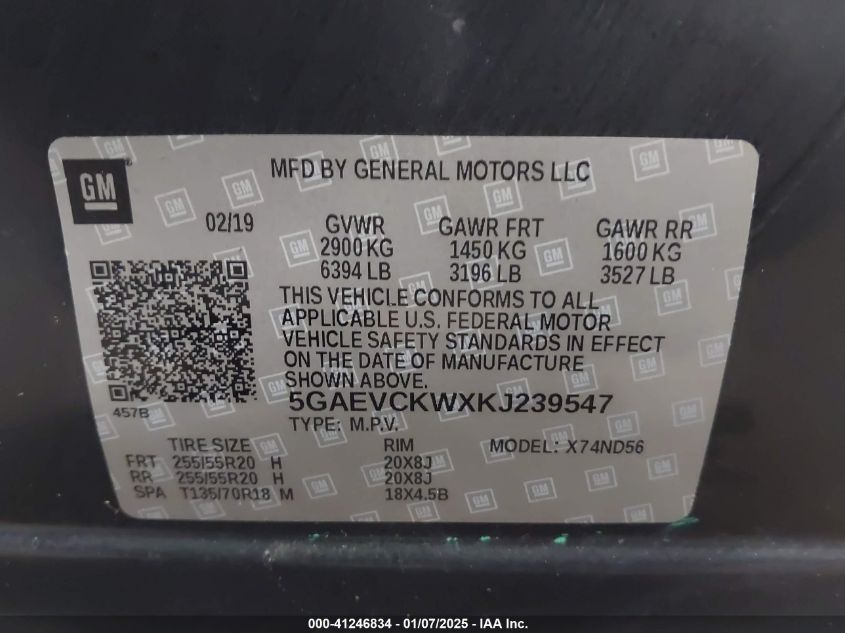 GM
MFD BY GENERAL MOTORS LLC
02/19
GVWR GAWR FRT GAWR RR
2900 KG 1450 KG 1600 KG
6394 LB 3196 LB 3527 LB
THIS VEHICLE CONFORMS TO ALL
APPLICABLE U.S. FEDERAL MOTOR
VEHICLE SAFETY STANDARDS IN EFFECT
ON THE DATE OF MANUFACTURE
SHOWN ABOVE.
457B
5GAEVCKWXKJ239547
TYPE: M.P.V.
TIRE SIZE RIM MODEL: X74ND56
FRT 255/55R20 H 20X8J
RR 255/55R20 H 20X8J
SPA T135/70R18 M 18X4.5B
000-41246834 - 01/07/2025 - IAA Inc.